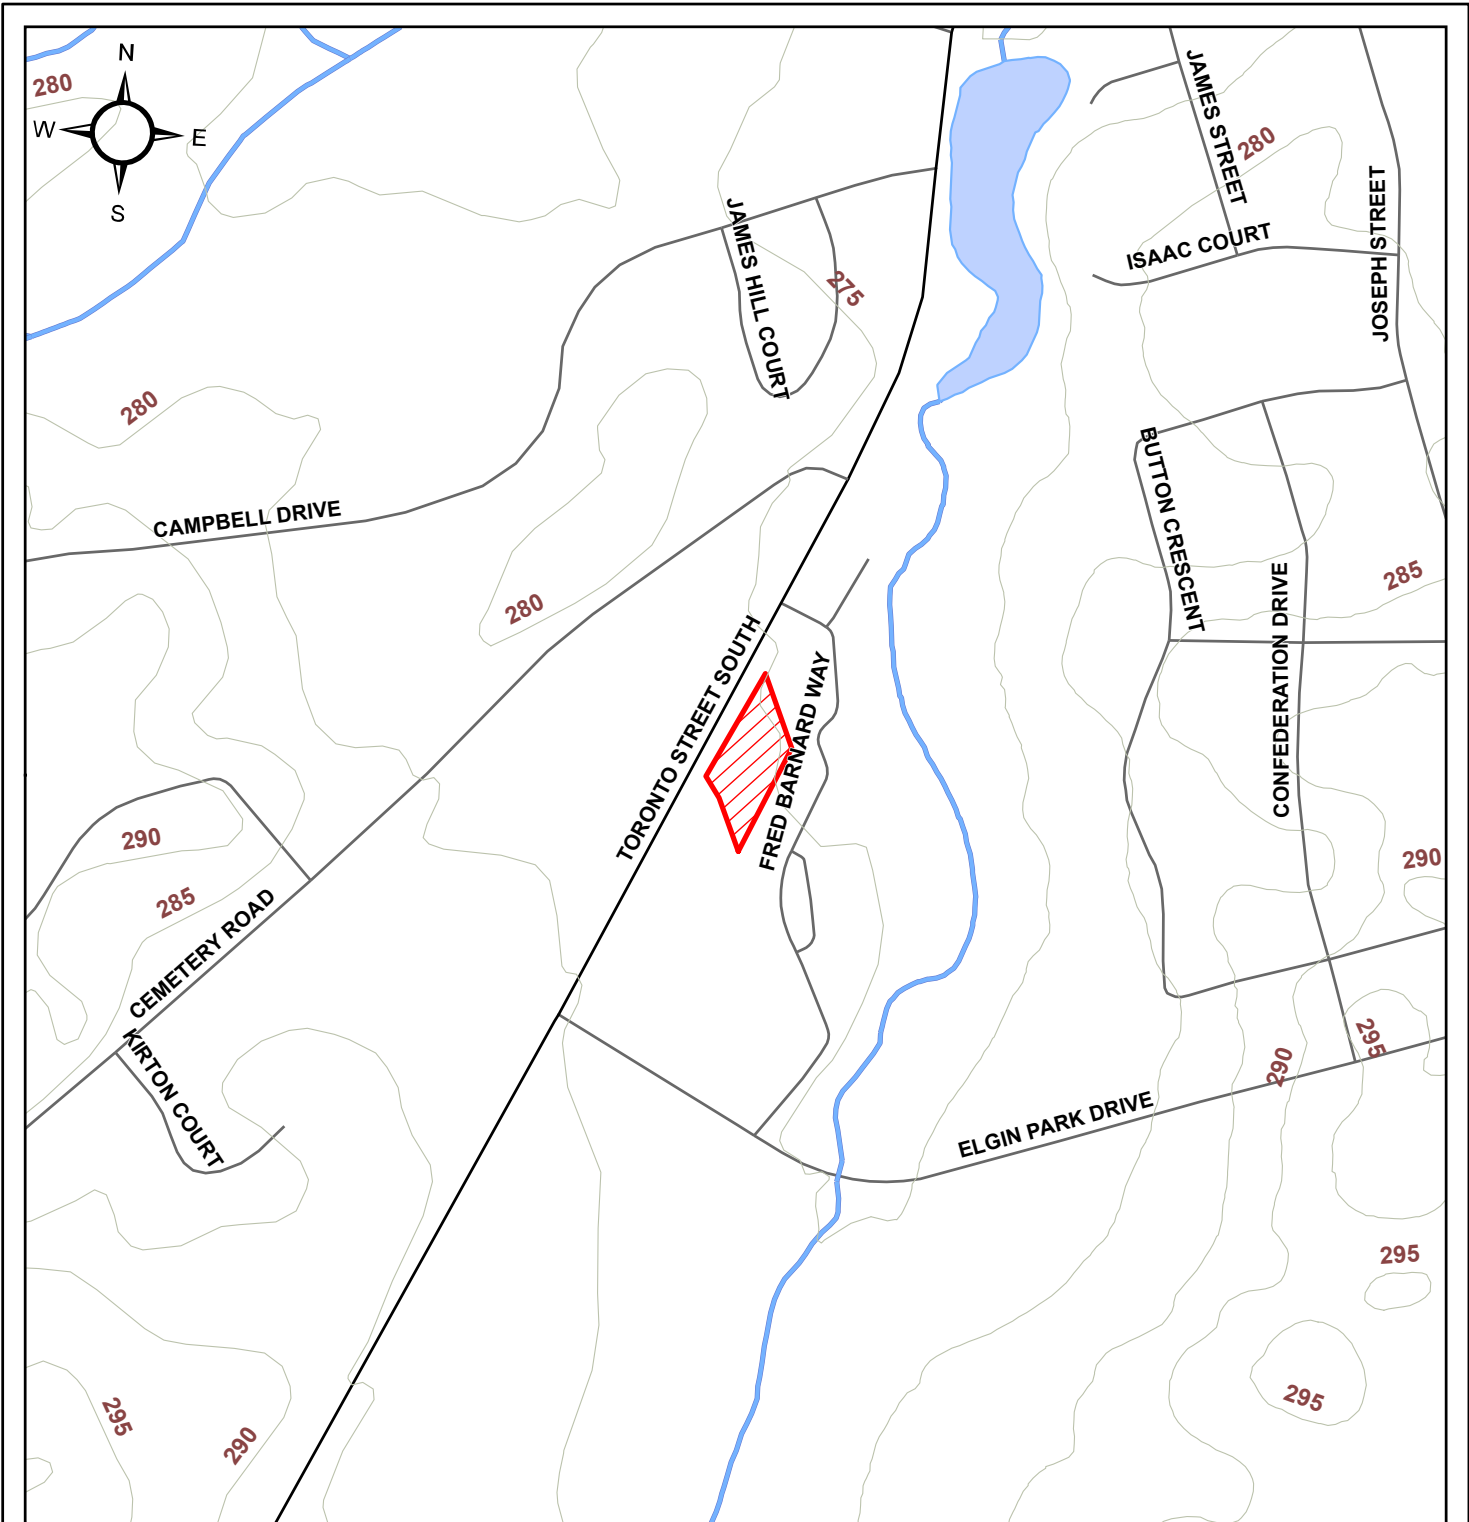 N
W
E
S
280
JAMES STREET
280
JOSEPH STREET
ISAAC COURT
JAMES HILL COURT
275
280
CAMPBELL DRIVE
BUTTON CRESCENT
280
285
CONFEDERATION DRIVE
TORONTO STREET SOUTH
FRED BARNARD WAY
290
285
290
CEMETERY ROAD
KIRTON COURT
295
290
ELGIN PARK DRIVE
295
295
295
290